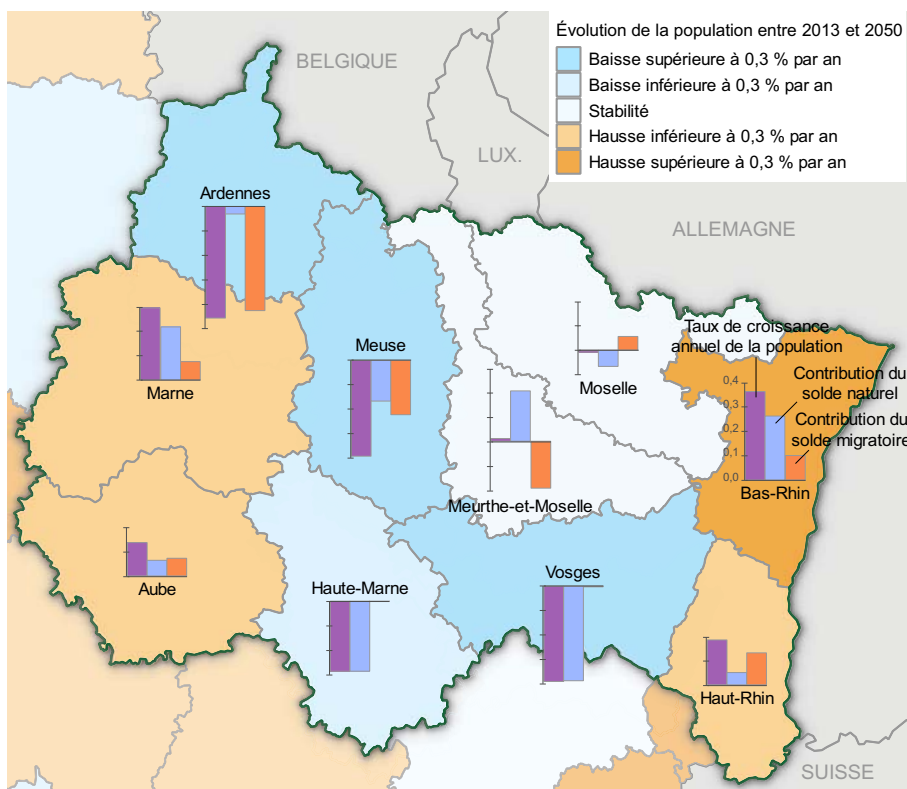 Évolution de la population entre 2013 et 2050
Baisse supérieure à 0,3 % par an
Baisse inférieure à 0,3 % par an
Stabilité
Hausse inférieure à 0,3 % par an
Hausse supérieure à 0,3 % par an
BELGIQUE
LUX.
ALLEMAGNE
Ardennes
Taux de croissance
annuel de la population
Meuse
Moselle
Marne
Contribution du
solde naturel
0,4
0,3
0,2
0,1
0,0
Contribution du
solde migratoire
Bas-Rhin
Meurthe-et-Moselle
Aube
Haute-Marne
Vosges
Haut-Rhin
SUISSE